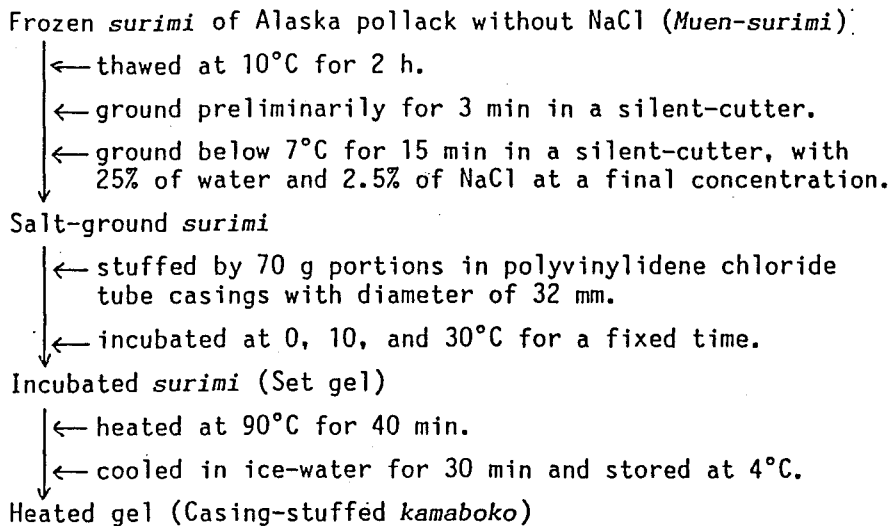 Frozen surimi of Alaska pollack without NaCl (Muen-surimi)
← thawed at 10°C for 2 h.
← ground preliminarily for 3 min in a silent-cutter.
← ground below 7°C for 15 min in a silent-cutter, with
25% of water and 2.5% of NaCl at a final concentration.
Salt-ground surimi
← stuffed by 70 g portions in polyvinylidene chloride
tube casings with diameter of 32 mm.
← incubated at 0, 10, and 30°C for a fixed time.
Incubated surimi (Set gel)
← heated at 90°C for 40 min.
← cooled in ice-water for 30 min and stored at 4°C.
Heated gel (Casing-stuffed kamaboko)